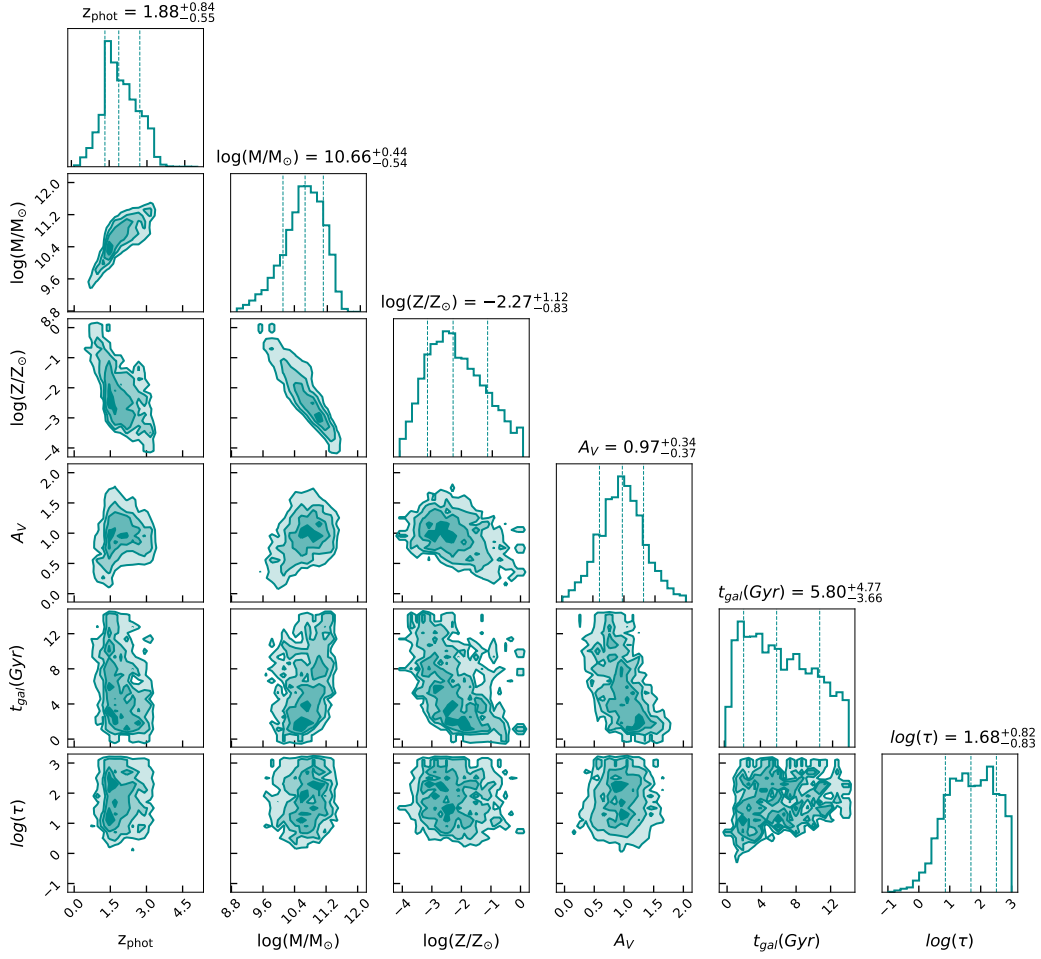 z_phot = 1.88^{+0.84}_{−0.55}
log(M/M_⊙) = 10.66^{+0.44}_{−0.54}
12.0
11.2
10.4
9.6
8.8
log(M/M_⊙)
log(Z/Z_⊙) = −2.27^{+1.12}_{−0.83}
0.8
0
−1
−2
−3
−4
log(Z/Z_⊙)
A_V = 0.97^{+0.34}_{−0.37}
2.0
1.5
1.0
0.5
0.0
A_V
t_gal(Gyr) = 5.80^{+4.77}_{−3.66}
12
8
4
0
t_gal(Gyr)
log(τ) = 1.68^{+0.82}_{−0.83}
3
2
1
0
−1
log(τ)
0.0 1.5 3.0 4.5 8.8 9.6 10.4 11.2 12.0 −4 −3 −2 −1 0 0.0 0.5 1.0 1.5 2.0 0 4 8 12 −1 0 1 2 3
z_phot log(M/M_⊙) log(Z/Z_⊙) A_V t_gal(Gyr) log(τ)